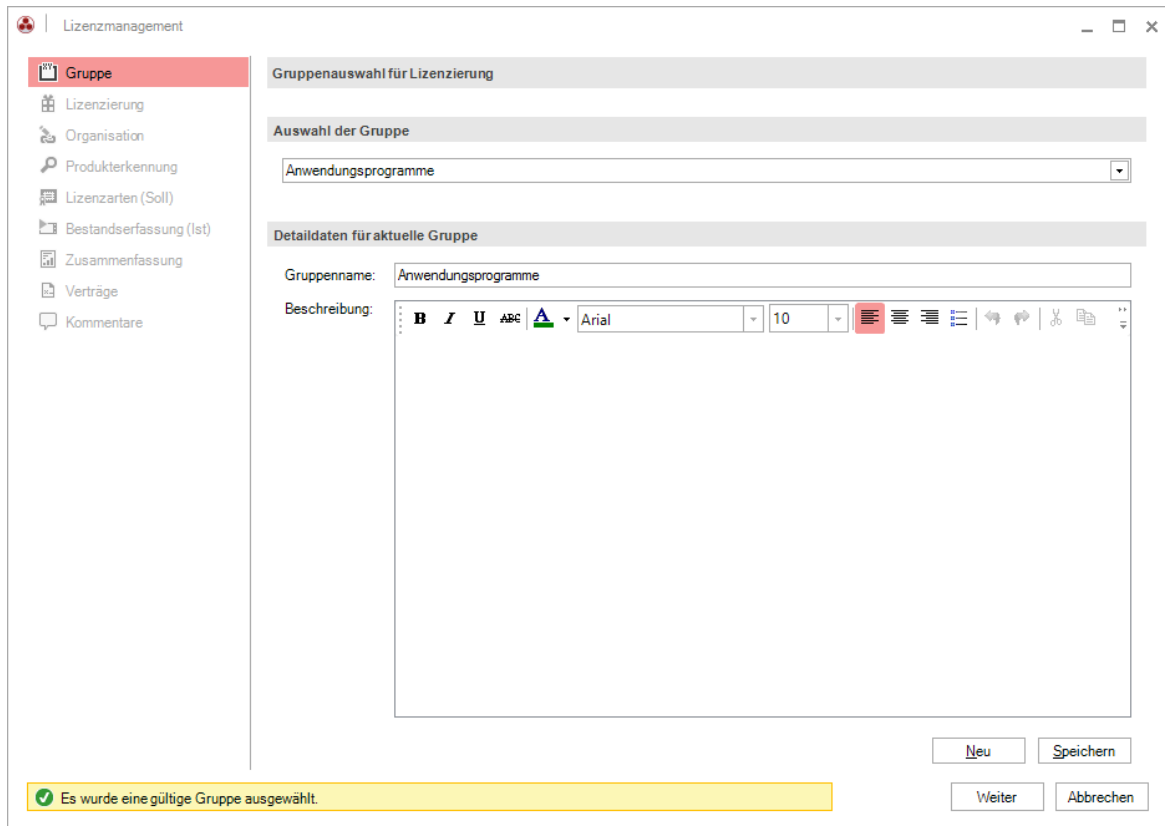 Lizenzmanagement
Gruppe
Lizenzierung
Organisation
Produkterkennung
Lizenzarten (Soll)
Bestandserfassung (Ist)
Zusammenfassung
Verträge
Kommentare
Gruppenauswahl für Lizenzierung
Auswahl der Gruppe
Anwendungsprogramme
Detaildaten für aktuelle Gruppe
Gruppenname: Anwendungsprogramme
Beschreibung:
B I U ABC A Arial 10
Neu Speichern
Es wurde eine gültige Gruppe ausgewählt.
Weiter Abbrechen